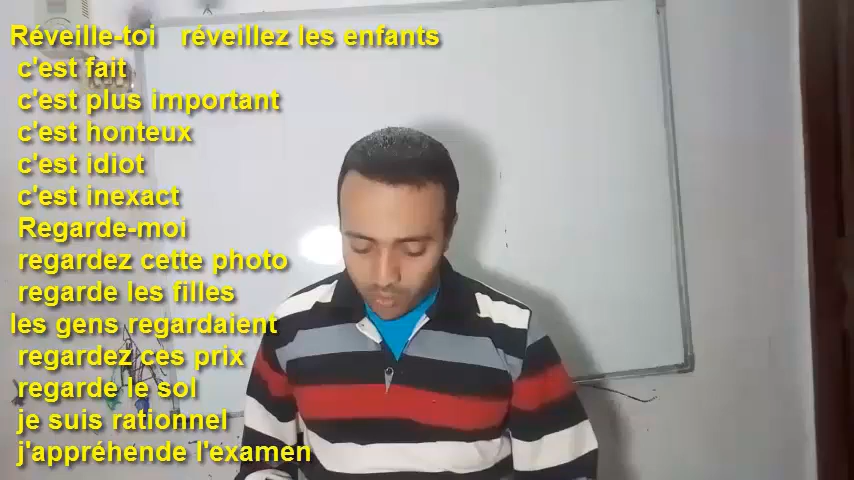 Réveille-toi réveillez les enfants
c'est fait
c'est plus important
c'est honteux
c'est idiot
c'est inexact
Regarde-moi
regardez cette photo
regarde les filles
les gens regardaient
regardez ces prix
regarde le sol
je suis rationnel
j'appréhende l'examen